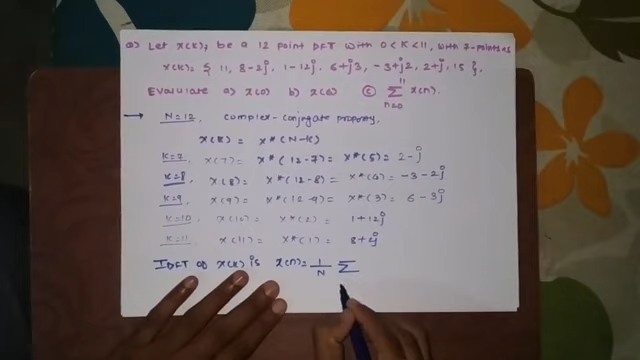 Q) Let x(k), be a 12 point DFT with 0<K<11, with 7-points as
x(k) = { 11, 8-2j, 1-12j, 6+j3, -3+j2, 2+j, 15 }.
Evaluate a) x(0) b) x(6) c) 11 Σ n=0 x(n).
→ N=12, complex-conjugate property.
x(k) = x*(N-K)
K=7 x(7) = x*(12-7) = x*(5) = 2-j
K=8 x(8) = x*(12-8) = x*(4) = -3-2j
K=9 x(9) = x*(12-9) = x*(3) = 6-3j
K=10 x(10) = x*(2) = 1+12j
K=11 x(11) = x*(1) = 8+2j
IDFT of x(k) is x(n) = 1/N Σ